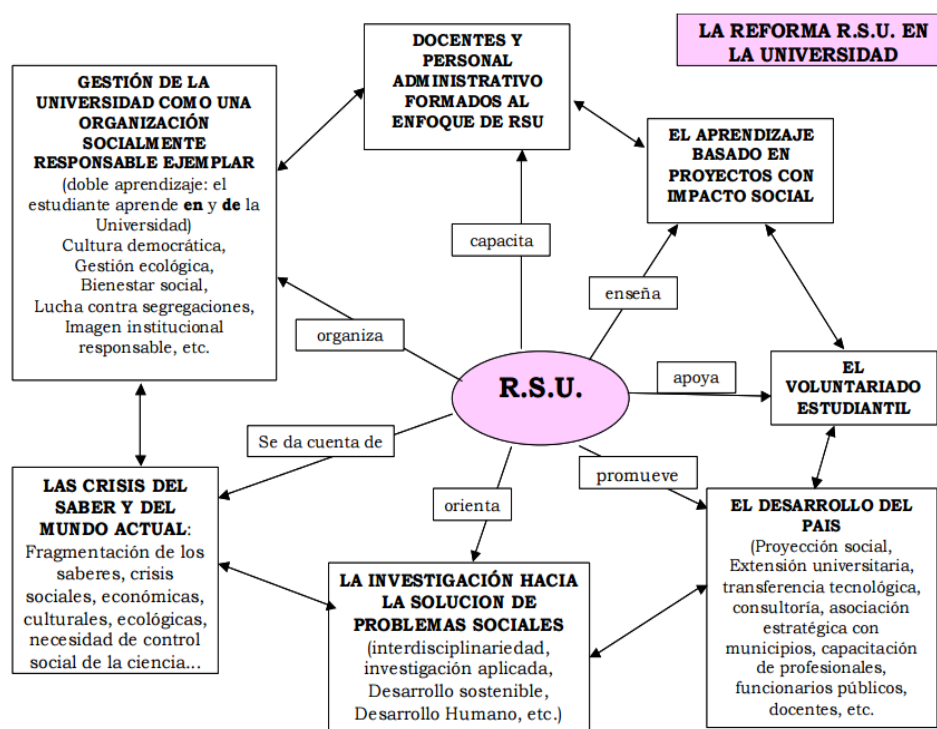 LA REFORMA R.S.U. EN
LA UNIVERSIDAD
DOCENTES Y
PERSONAL
ADMINISTRATIVO
FORMADOS AL
ENFOQUE DE RSU
GESTIÓN DE LA
UNIVERSIDAD COMO UNA
ORGANIZACIÓN
SOCIALMENTE
RESPONSABLE EJEMPLAR
(doble aprendizaje: el
estudiante aprende en y de la
Universidad)
Cultura democrática,
Gestión ecológica,
Bienestar social,
Lucha contra segregaciones,
Imagen institucional
responsable, etc.
EL APRENDIZAJE
BASADO EN
PROYECTOS CON
IMPACTO SOCIAL
capacita
enseña
organiza
R.S.U.
apoya
EL
VOLUNTARIADO
ESTUDIANTIL
Se da cuenta de
promueve
orienta
LAS CRISIS DEL
SABER Y DEL
MUNDO ACTUAL:
Fragmentación de los
saberes, crisis
sociales, económicas,
culturales, ecológicas,
necesidad de control
social de la ciencia...
LA INVESTIGACIÓN HACIA
LA SOLUCION DE
PROBLEMAS SOCIALES
(interdisciplinariedad,
investigación aplicada,
Desarrollo sostenible,
Desarrollo Humano, etc.)
EL DESARROLLO DEL
PAIS
(Proyección social,
Extensión universitaria,
transferencia tecnológica,
consultoría, asociación
estratégica con
municipios, capacitación
de profesionales,
funcionarios públicos,
docentes, etc.